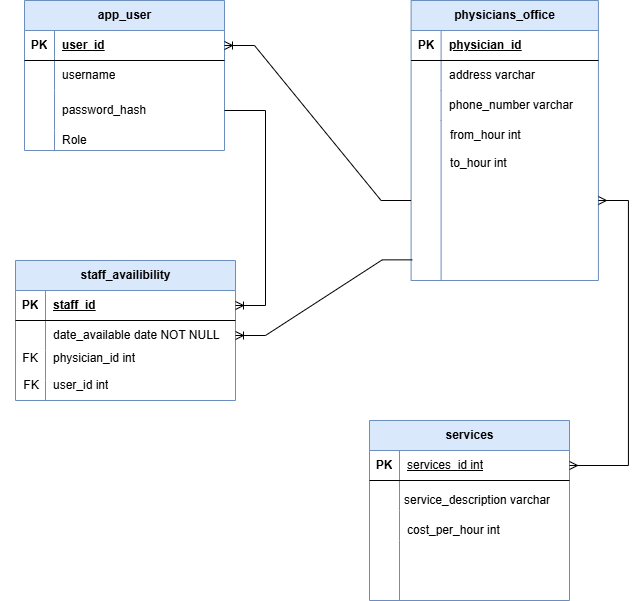 app_user
PK user_id
username
password_hash
Role
physicians_office
PK physician_id
address varchar
phone_number varchar
from_hour int
to_hour int
staff_availibility
PK staff_id
date_available date NOT NULL
FK physician_id int
FK user_id int
services
PK services_id int
service_description varchar
cost_per_hour int